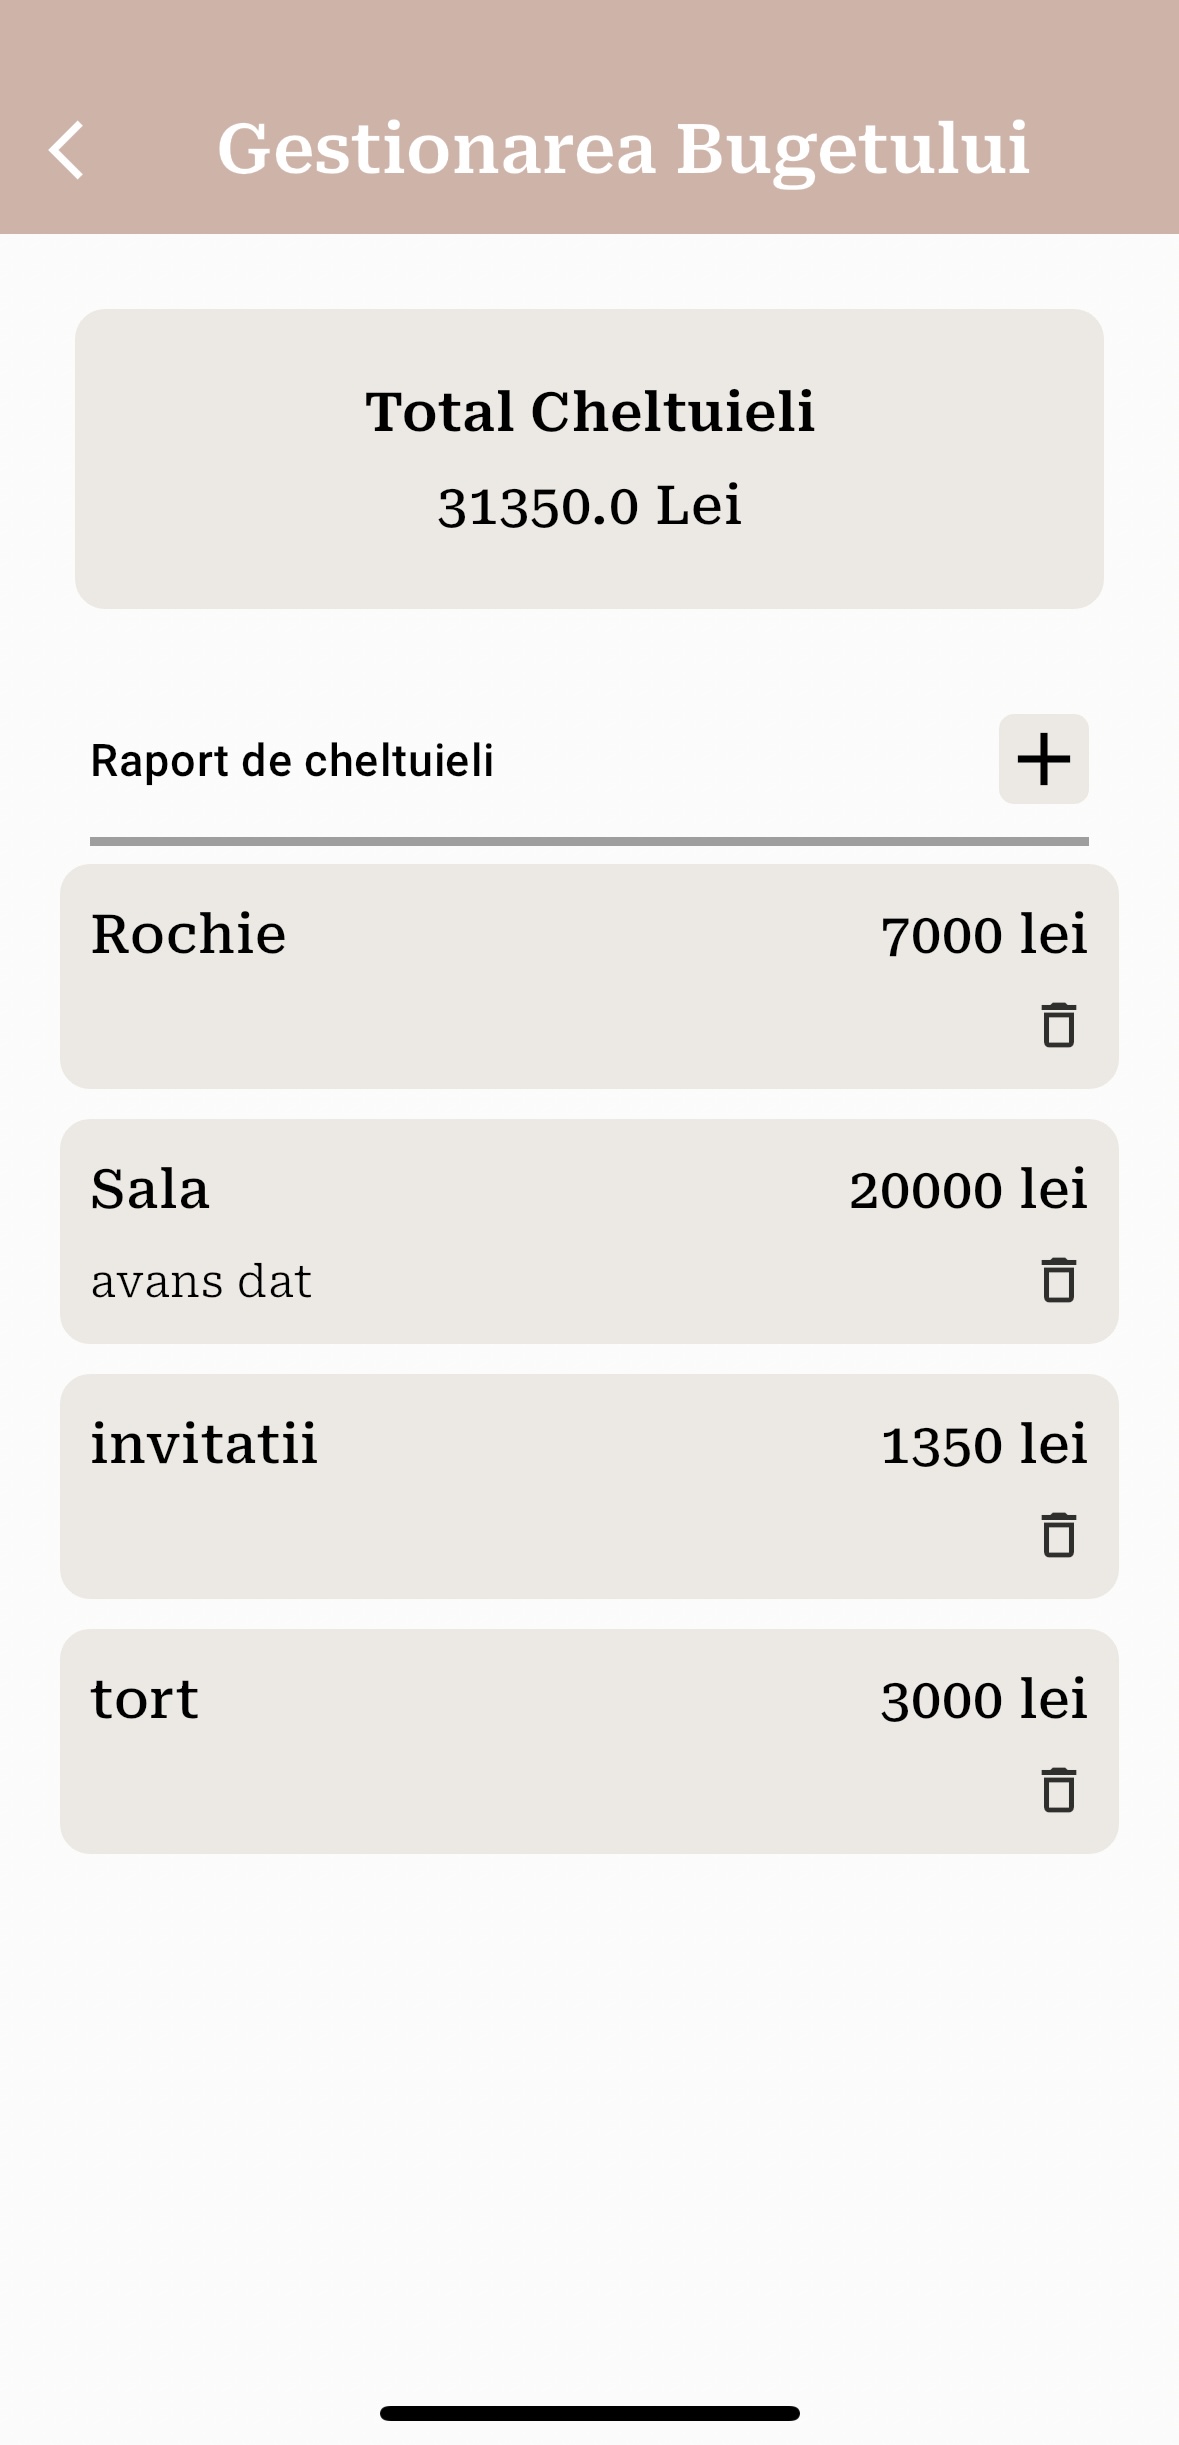 Gestionarea Bugetului
Total Cheltuieli
31350.0 Lei
Raport de cheltuieli
Rochie 7000 lei
Sala 20000 lei
avans dat
invitatii 1350 lei
tort 3000 lei